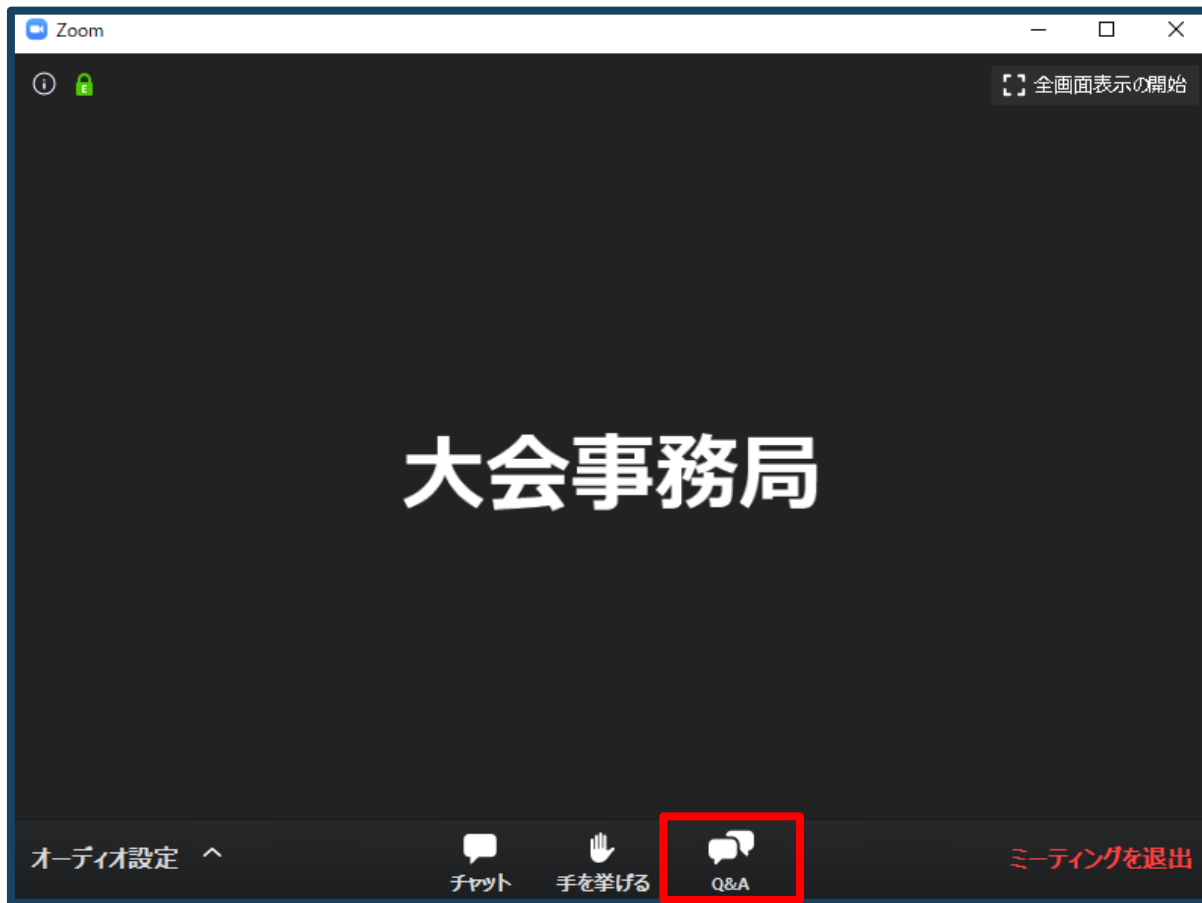 Zoom
全画面表示の開始
大会事務局
オーディオ設定
チャット
手を挙げる
Q&A
ミーティングを退出